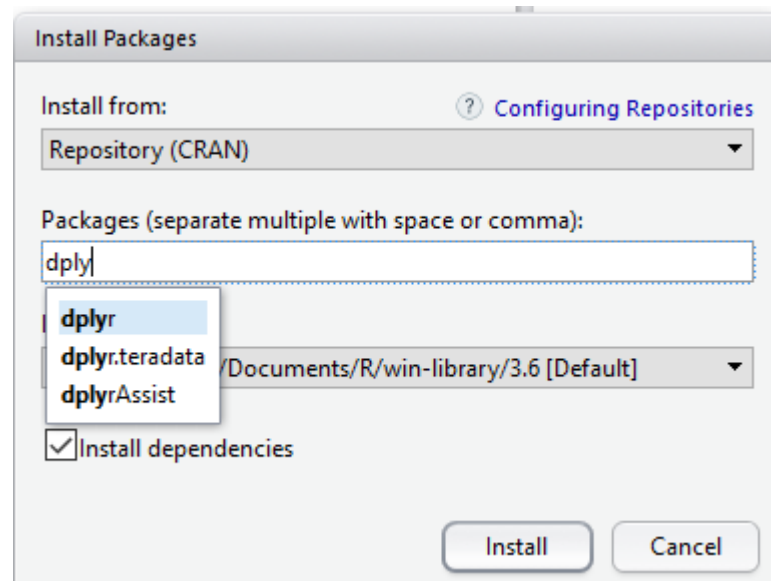 Install Packages
Install from:
? Configuring Repositories
Repository (CRAN)
Packages (separate multiple with space or comma):
dply
dplyr
dplyr.teradata
dplyrAssist
/Documents/R/win-library/3.6 [Default]
Install dependencies
Install
Cancel